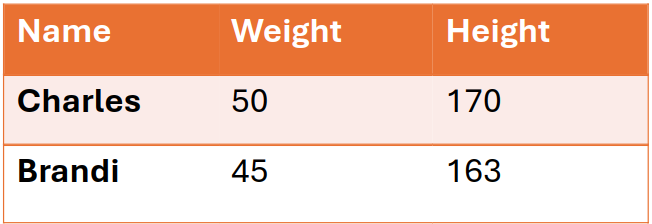 Name Weight Height
Charles 50 170
Brandi 45 163